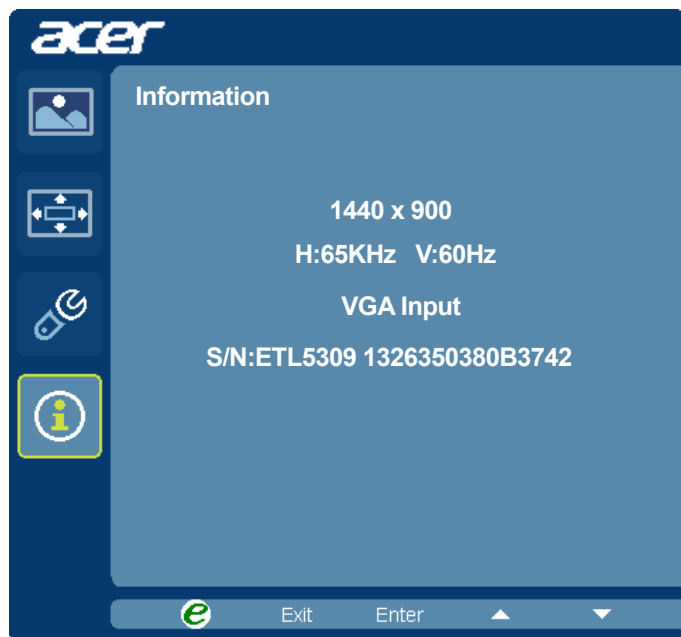 acer
Information
1440 x 900
H:65KHz V:60Hz
VGA Input
S/N:ETL5309 1326350380B3742
e Exit Enter